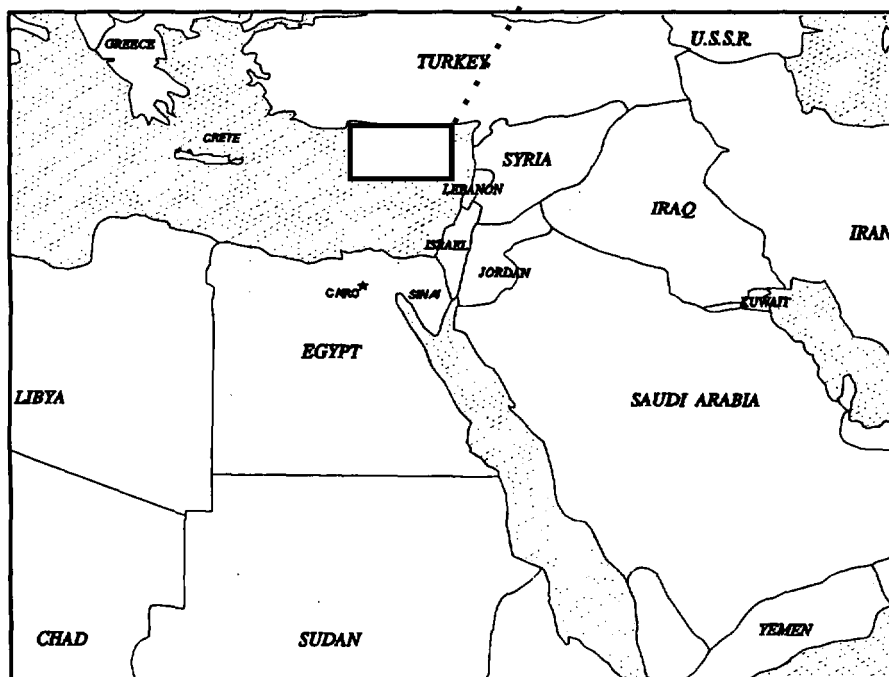 U.S.S.R.
GREECE
TURKEY
CRETE
SYRIA
LEBANON
IRAQ
IRAN
ISRAEL
JORDAN
CAIRO
SINAI
KUWAIT
EGYPT
LIBYA
SAUDI ARABIA
CHAD
SUDAN
YEMEN